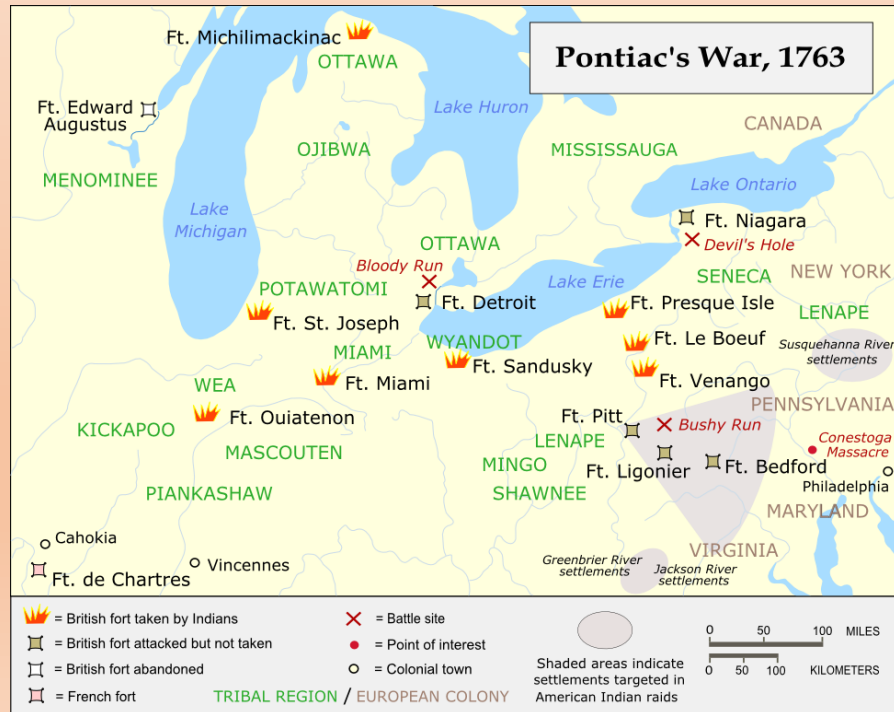 Pontiac's War, 1763
Ft. Michilimackinac
OTTAWA
Lake Huron
Ft. Edward
Augustus
CANADA
OJIBWA
MISSISSAUGA
MENOMINEE
Lake Ontario
Lake
Michigan
Ft. Niagara
Devil's Hole
OTTAWA
Bloody Run
Lake Erie
SENECA
NEW YORK
POTAWATOMI
Ft. Detroit
Ft. Presque Isle
LENAPE
Ft. St. Joseph
WYANDOT
Ft. Le Boeuf
Susquehanna River
settlements
MIAMI
Ft. Sandusky
Ft. Miami
Ft. Venango
WEA
PENNSYLVANIA
Ft. Ouiatenon
Ft. Pitt
Bushy Run
KICKAPOO
LENAPE
Conestoga
Massacre
MASCOUTEN
MINGO
Ft. Ligonier
Ft. Bedford
PIANKASHAW
SHAWNEE
Philadelphia
MARYLAND
Cahokia
VIRGINIA
Vincennes
Ft. de Chartres
Greenbrier River
settlements
Jackson River
settlements
= British fort taken by Indians
= British fort attacked but not taken
= British fort abandoned
= French fort
= Battle site
= Point of interest
= Colonial town
TRIBAL REGION / EUROPEAN COLONY
Shaded areas indicate
settlements targeted in
American Indian raids
0 50 100 MILES
0 50 100 KILOMETERS